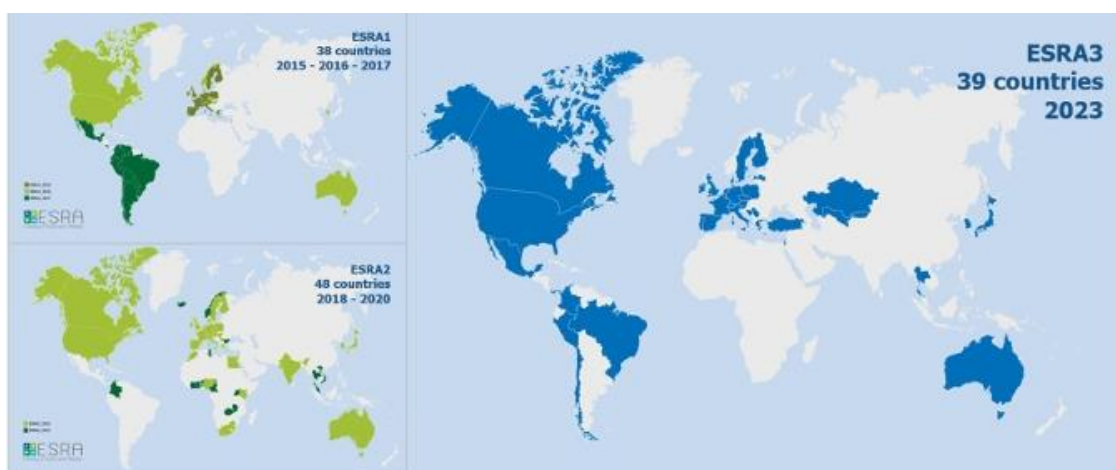 ESRA1
38 countries
2015 - 2016 - 2017
ESRA
ESRA2
48 countries
2018 - 2020
ESRA
ESRA3
39 countries
2023